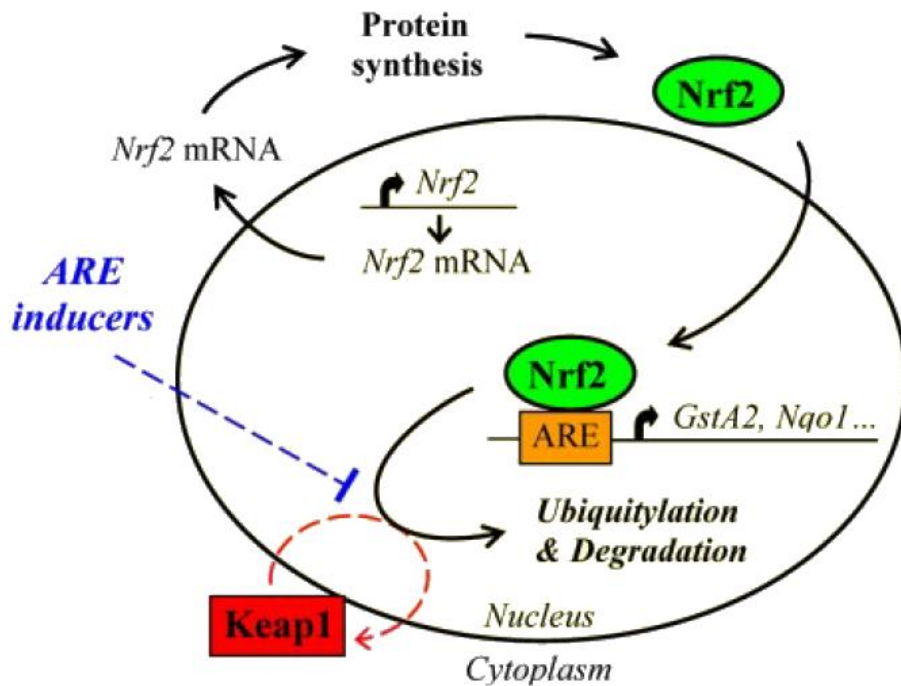 Protein
synthesis
Nrf2
Nrf2 mRNA
Nrf2
Nrf2 mRNA
ARE
inducers
Nrf2
ARE
GstA2, Nqo1...
Ubiquitylation
& Degradation
Keap1
Nucleus
Cytoplasm